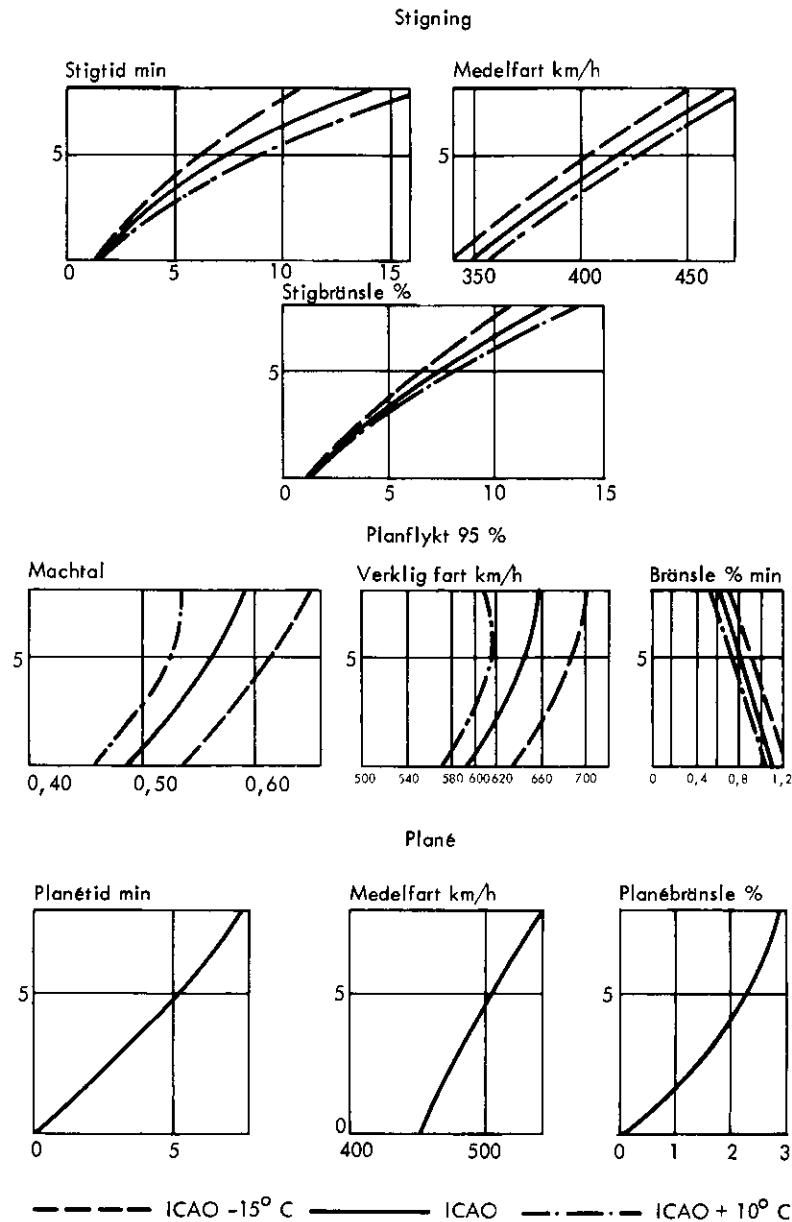 Stigning
Stigtid min
Medelfart km/h
5
5
0 5 10 15
350 400 450
Stigbränsle %
5
0 5 10 15
Planflykt 95 %
Machtal
Verklig fart km/h
Bränsle % min
5
5
5
0,40 0,50 0,60
500 540 580 600 620 660 700
0 0,4 0,8 1,2
Plané
Planétid min
Medelfart km/h
Planébränsle %
5
5
5
0
0 5
400 500
0 1 2 3
ICAO -15° C
ICAO
ICAO + 10° C